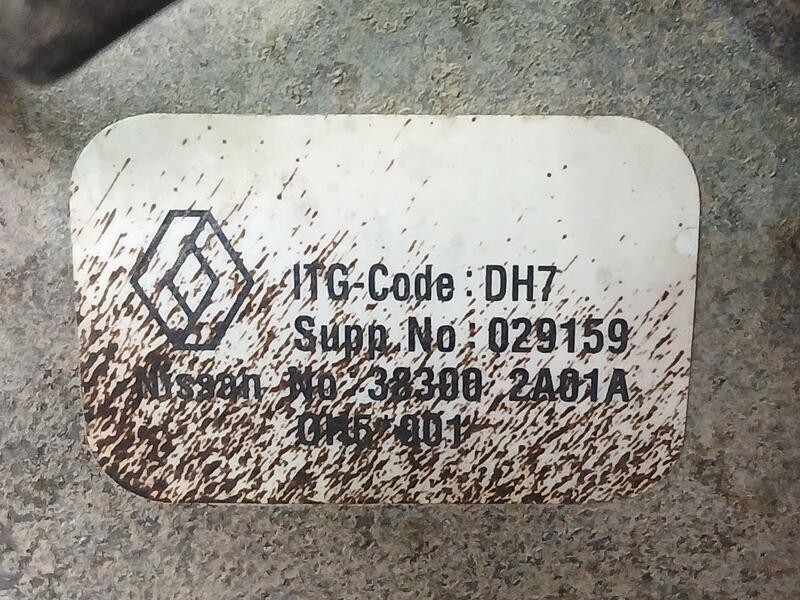 ITG-Code : DH7
Supp.No : 029159
Nissan No : 38300 2A01A